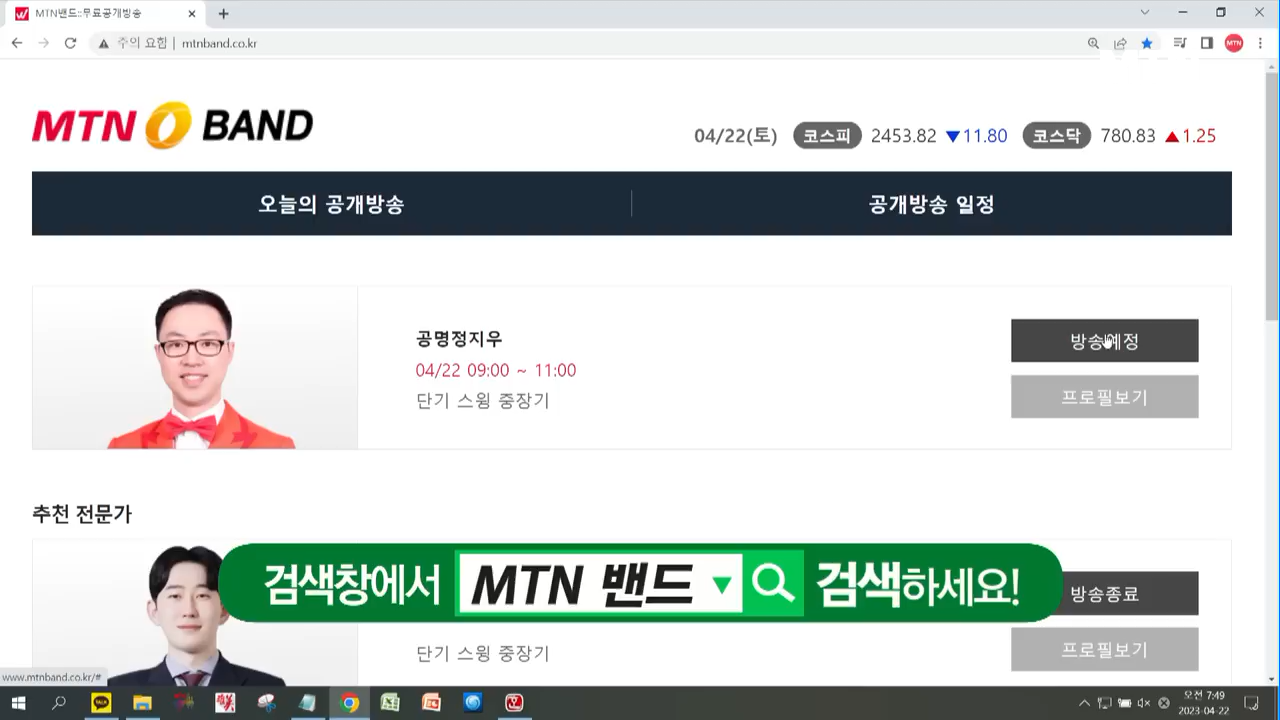 MTN밴드::무료공개방송
주의 요함 | mtnband.co.kr
MTN
MTN BAND
04/22(토) 코스피 2453.82 ▼11.80 코스닥 780.83 ▲1.25
오늘의 공개방송 공개방송 일정
공명정지우
04/22 09:00 ~ 11:00
단기 스윙 중장기
방송예정
프로필보기
추천 전문가
검색창에서 MTN 밴드 ▼ 검색하세요!
방송종료
단기 스윙 중장기
프로필보기
www.mtnband.co.kr/#
TALK
오전 7:49
2023-04-22